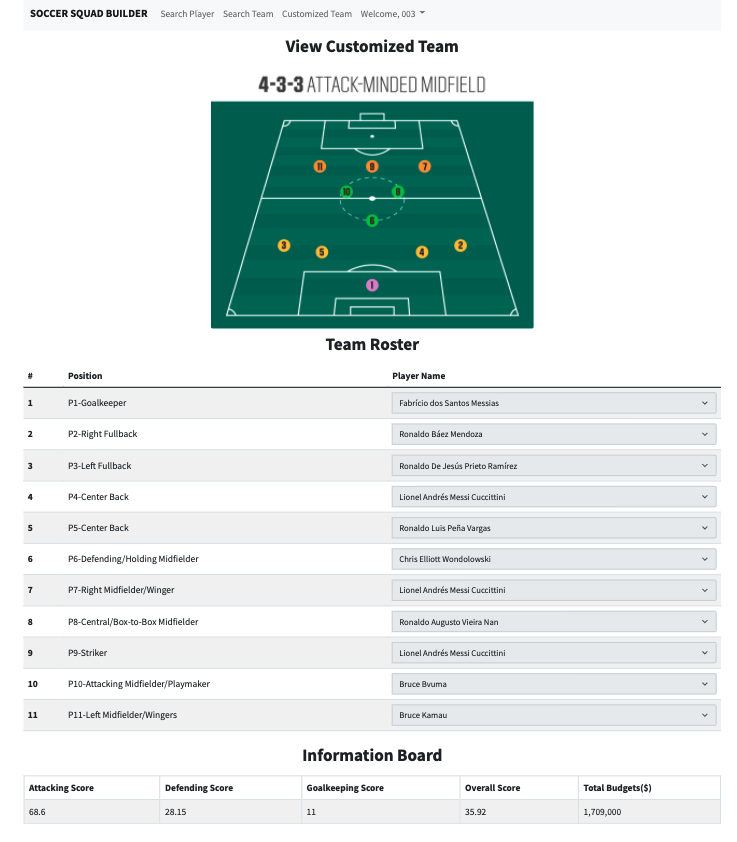 SOCCER SQUAD BUILDER Search Player Search Team Customized Team Welcome, 003
View Customized Team
4-3-3 ATTACK-MINDED MIDFIELD
11 9 7
10 8
6
3 5 4 2
1
Team Roster
# Position Player Name
1 P1-Goalkeeper Fabrício dos Santos Messias
2 P2-Right Fullback Ronaldo Báez Mendoza
3 P3-Left Fullback Ronaldo De Jesús Prieto Ramírez
4 P4-Center Back Lionel Andrés Messi Cuccittini
5 P5-Center Back Ronaldo Luis Peña Vargas
6 P6-Defending/Holding Midfielder Chris Elliott Wondolowski
7 P7-Right Midfielder/Winger Lionel Andrés Messi Cuccittini
8 P8-Central/Box-to-Box Midfielder Ronaldo Augusto Vieira Nan
9 P9-Striker Lionel Andrés Messi Cuccittini
10 P10-Attacking Midfielder/Playmaker Bruce Bvuma
11 P11-Left Midfielder/Wingers Bruce Kamau
Information Board
Attacking Score Defending Score Goalkeeping Score Overall Score Total Budgets($)
68.6 28.15 11 35.92 1,709,000